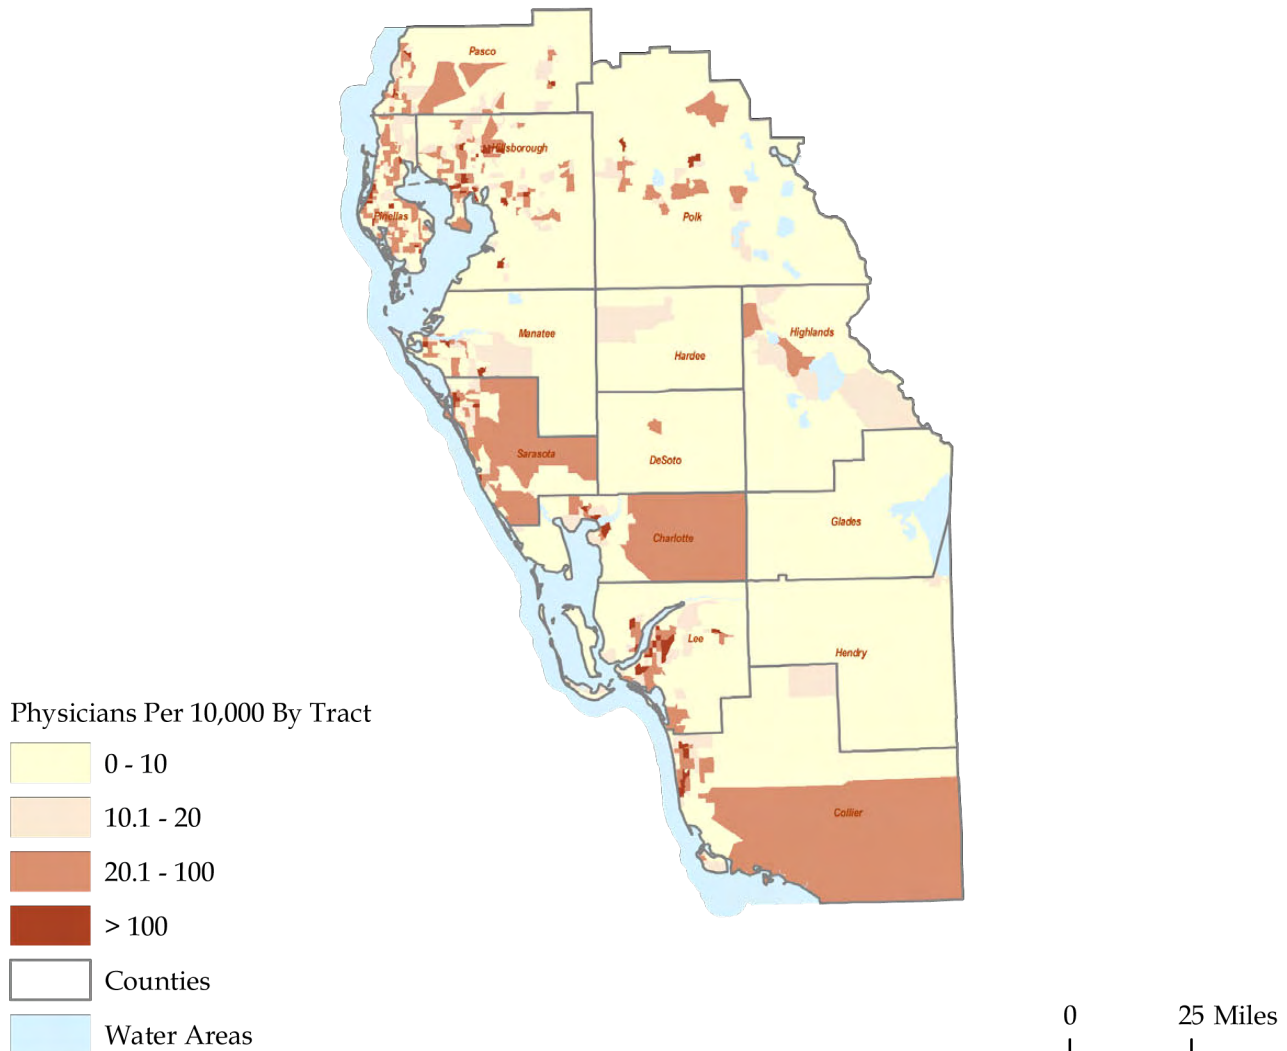 Pasco
Hillsborough
Pinellas
Polk
Manatee
Hardee
Highlands
Sarasota
DeSoto
Charlotte
Glades
Lee
Hendry
Collier
Physicians Per 10,000 By Tract
0 - 10
10.1 - 20
20.1 - 100
> 100
Counties
Water Areas
0 25 Miles